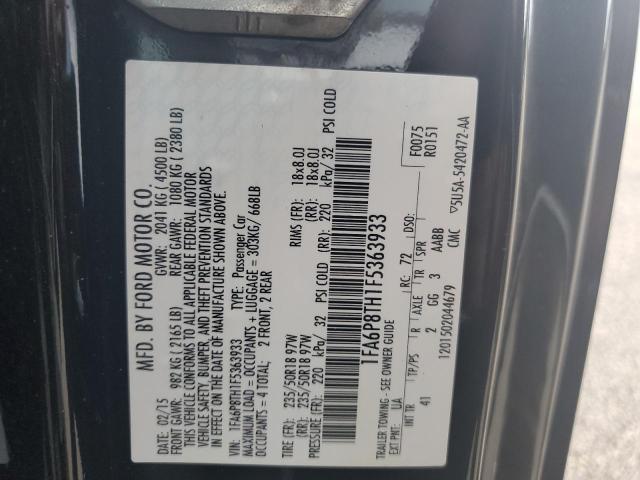 MFD. BY FORD MOTOR CO.
DATE: 02/15 GVWR: 2041 KG ( 4500 LB)
FRONT GAWR: 982 KG ( 2165 LB) REAR GAWR: 1080 KG ( 2380 LB)
THIS VEHICLE CONFORMS TO ALL APPLICABLE FEDERAL MOTOR
VEHICLE SAFETY, BUMPER, AND THEFT PREVENTION STANDARDS
IN EFFECT ON THE DATE OF MANUFACTURE SHOWN ABOVE.
VIN: 1FA6P8TH1F5363933 TYPE: Passenger Car
MAXIMUM LOAD = OCCUPANTS + LUGGAGE = 303KG/ 668LB
OCCUPANTS = 4 TOTAL: 2 FRONT, 2 REAR
TIRE (FR): 235/50R18 97W RIMS (FR): 18x8.0J
(RR): 235/50R18 97W (RR): 18x8.0J
PRESSURE (FR): 220 kPa/ 32 PSI COLD (RR): 220 kPa/ 32 PSI COLD
1FA6P8TH1F5363933
TRAILER TOWING - SEE OWNER GUIDE
F0075
R0151
EXT PNT: UA RC: 72 DSO:
INT TR TP/PS R AXLE TR SPR
41 2 GG 3 AABB
1201502044679 CMC
▽5U5A-5420472-AA